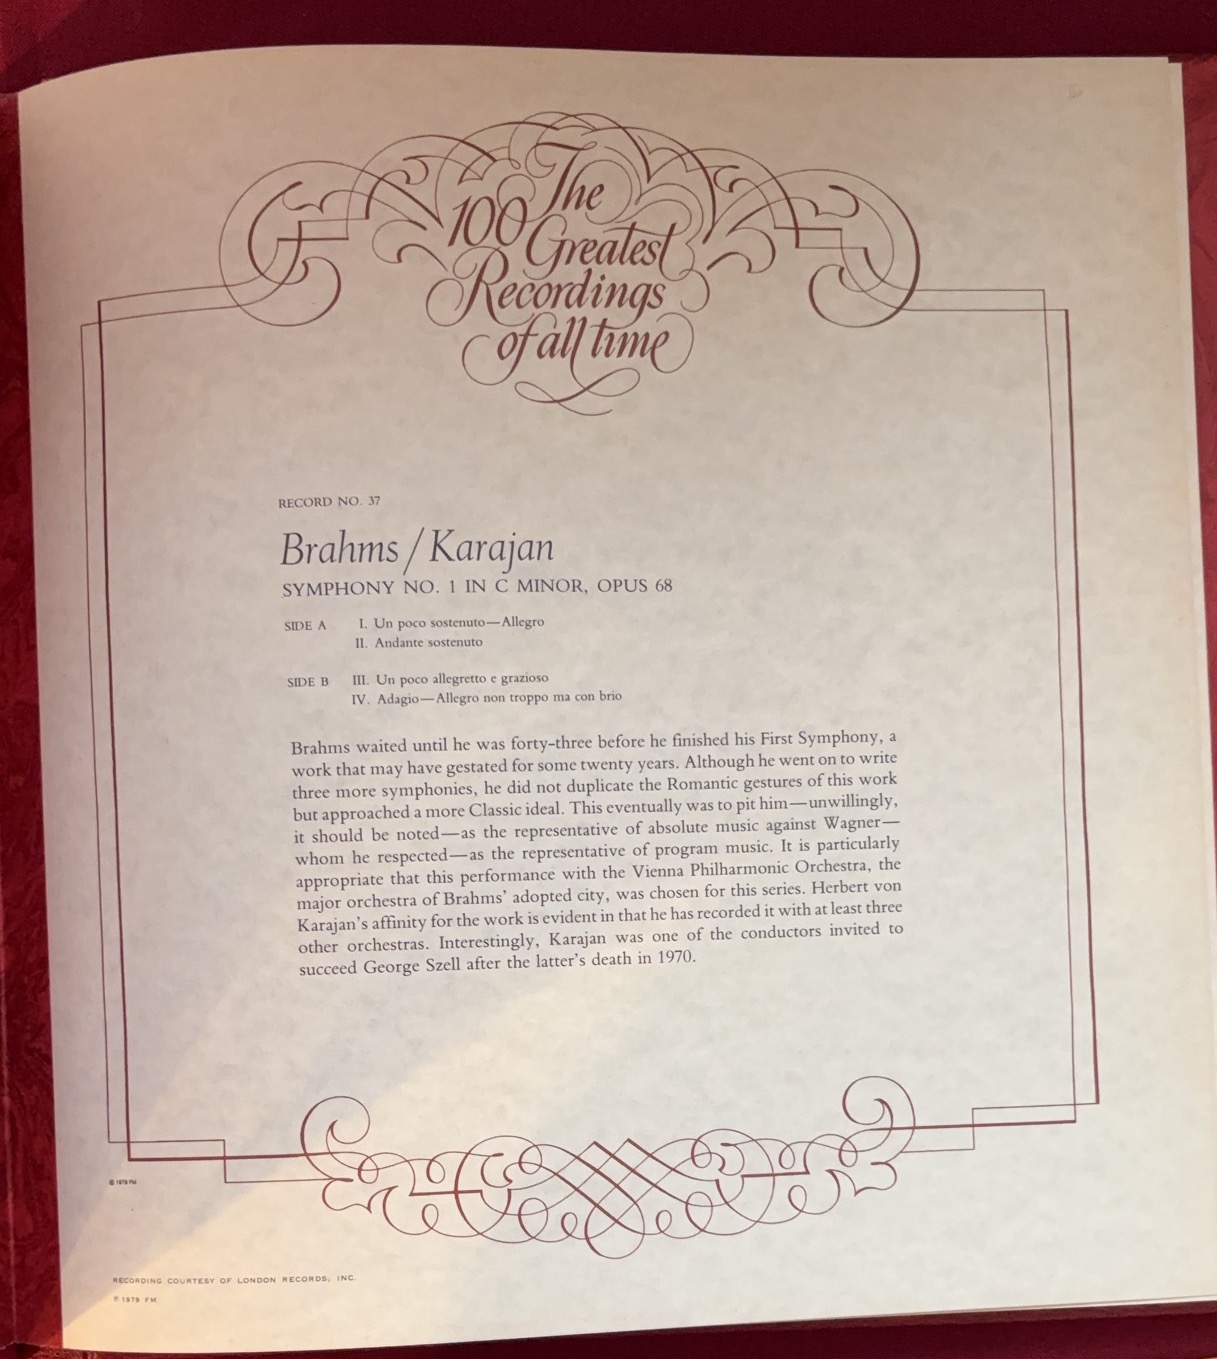 The
100
Greatest
Recordings
of all time
RECORD NO. 37
Brahms / Karajan
SYMPHONY NO. 1 IN C MINOR, OPUS 68
SIDE A I. Un poco sostenuto—Allegro
II. Andante sostenuto
SIDE B III. Un poco allegretto e grazioso
IV. Adagio—Allegro non troppo ma con brio
Brahms waited until he was forty-three before he finished his First Symphony, a
work that may have gestated for some twenty years. Although he went on to write
three more symphonies, he did not duplicate the Romantic gestures of this work
but approached a more Classic ideal. This eventually was to pit him—unwillingly,
it should be noted—as the representative of absolute music against Wagner—
whom he respected—as the representative of program music. It is particularly
appropriate that this performance with the Vienna Philharmonic Orchestra, the
major orchestra of Brahms' adopted city, was chosen for this series. Herbert von
Karajan's affinity for the work is evident in that he has recorded it with at least three
other orchestras. Interestingly, Karajan was one of the conductors invited to
succeed George Szell after the latter's death in 1970.
© 1979 FM
RECORDING COURTESY OF LONDON RECORDS, INC.
℗ 1979 FM